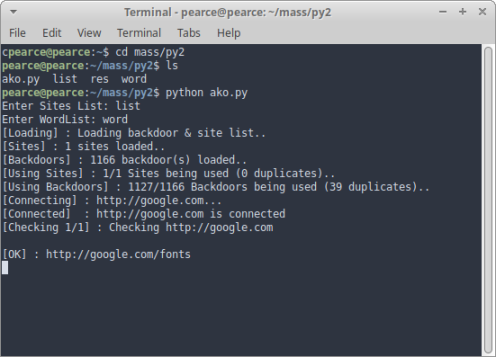 Terminal - pearce@pearce: ~/mass/py2
File Edit View Terminal Tabs Help
cpearce@pearce:~$ cd mass/py2
pearce@pearce:~/mass/py2$ ls
ako.py  list  res  word
pearce@pearce:~/mass/py2$ python ako.py
Enter Sites List: list
Enter WordList: word
[Loading] : Loading backdoor & site list..
[Sites] : 1 sites loaded..
[Backdoors] : 1166 backdoor(s) loaded..
[Using Sites] : 1/1 Sites being used (0 duplicates)..
[Using Backdoors] : 1127/1166 Backdoors being used (39 duplicates)..
[Connecting] : http://google.com...
[Connected]  : http://google.com is connected
[Checking 1/1] : Checking http://google.com
[OK] : http://google.com/fonts